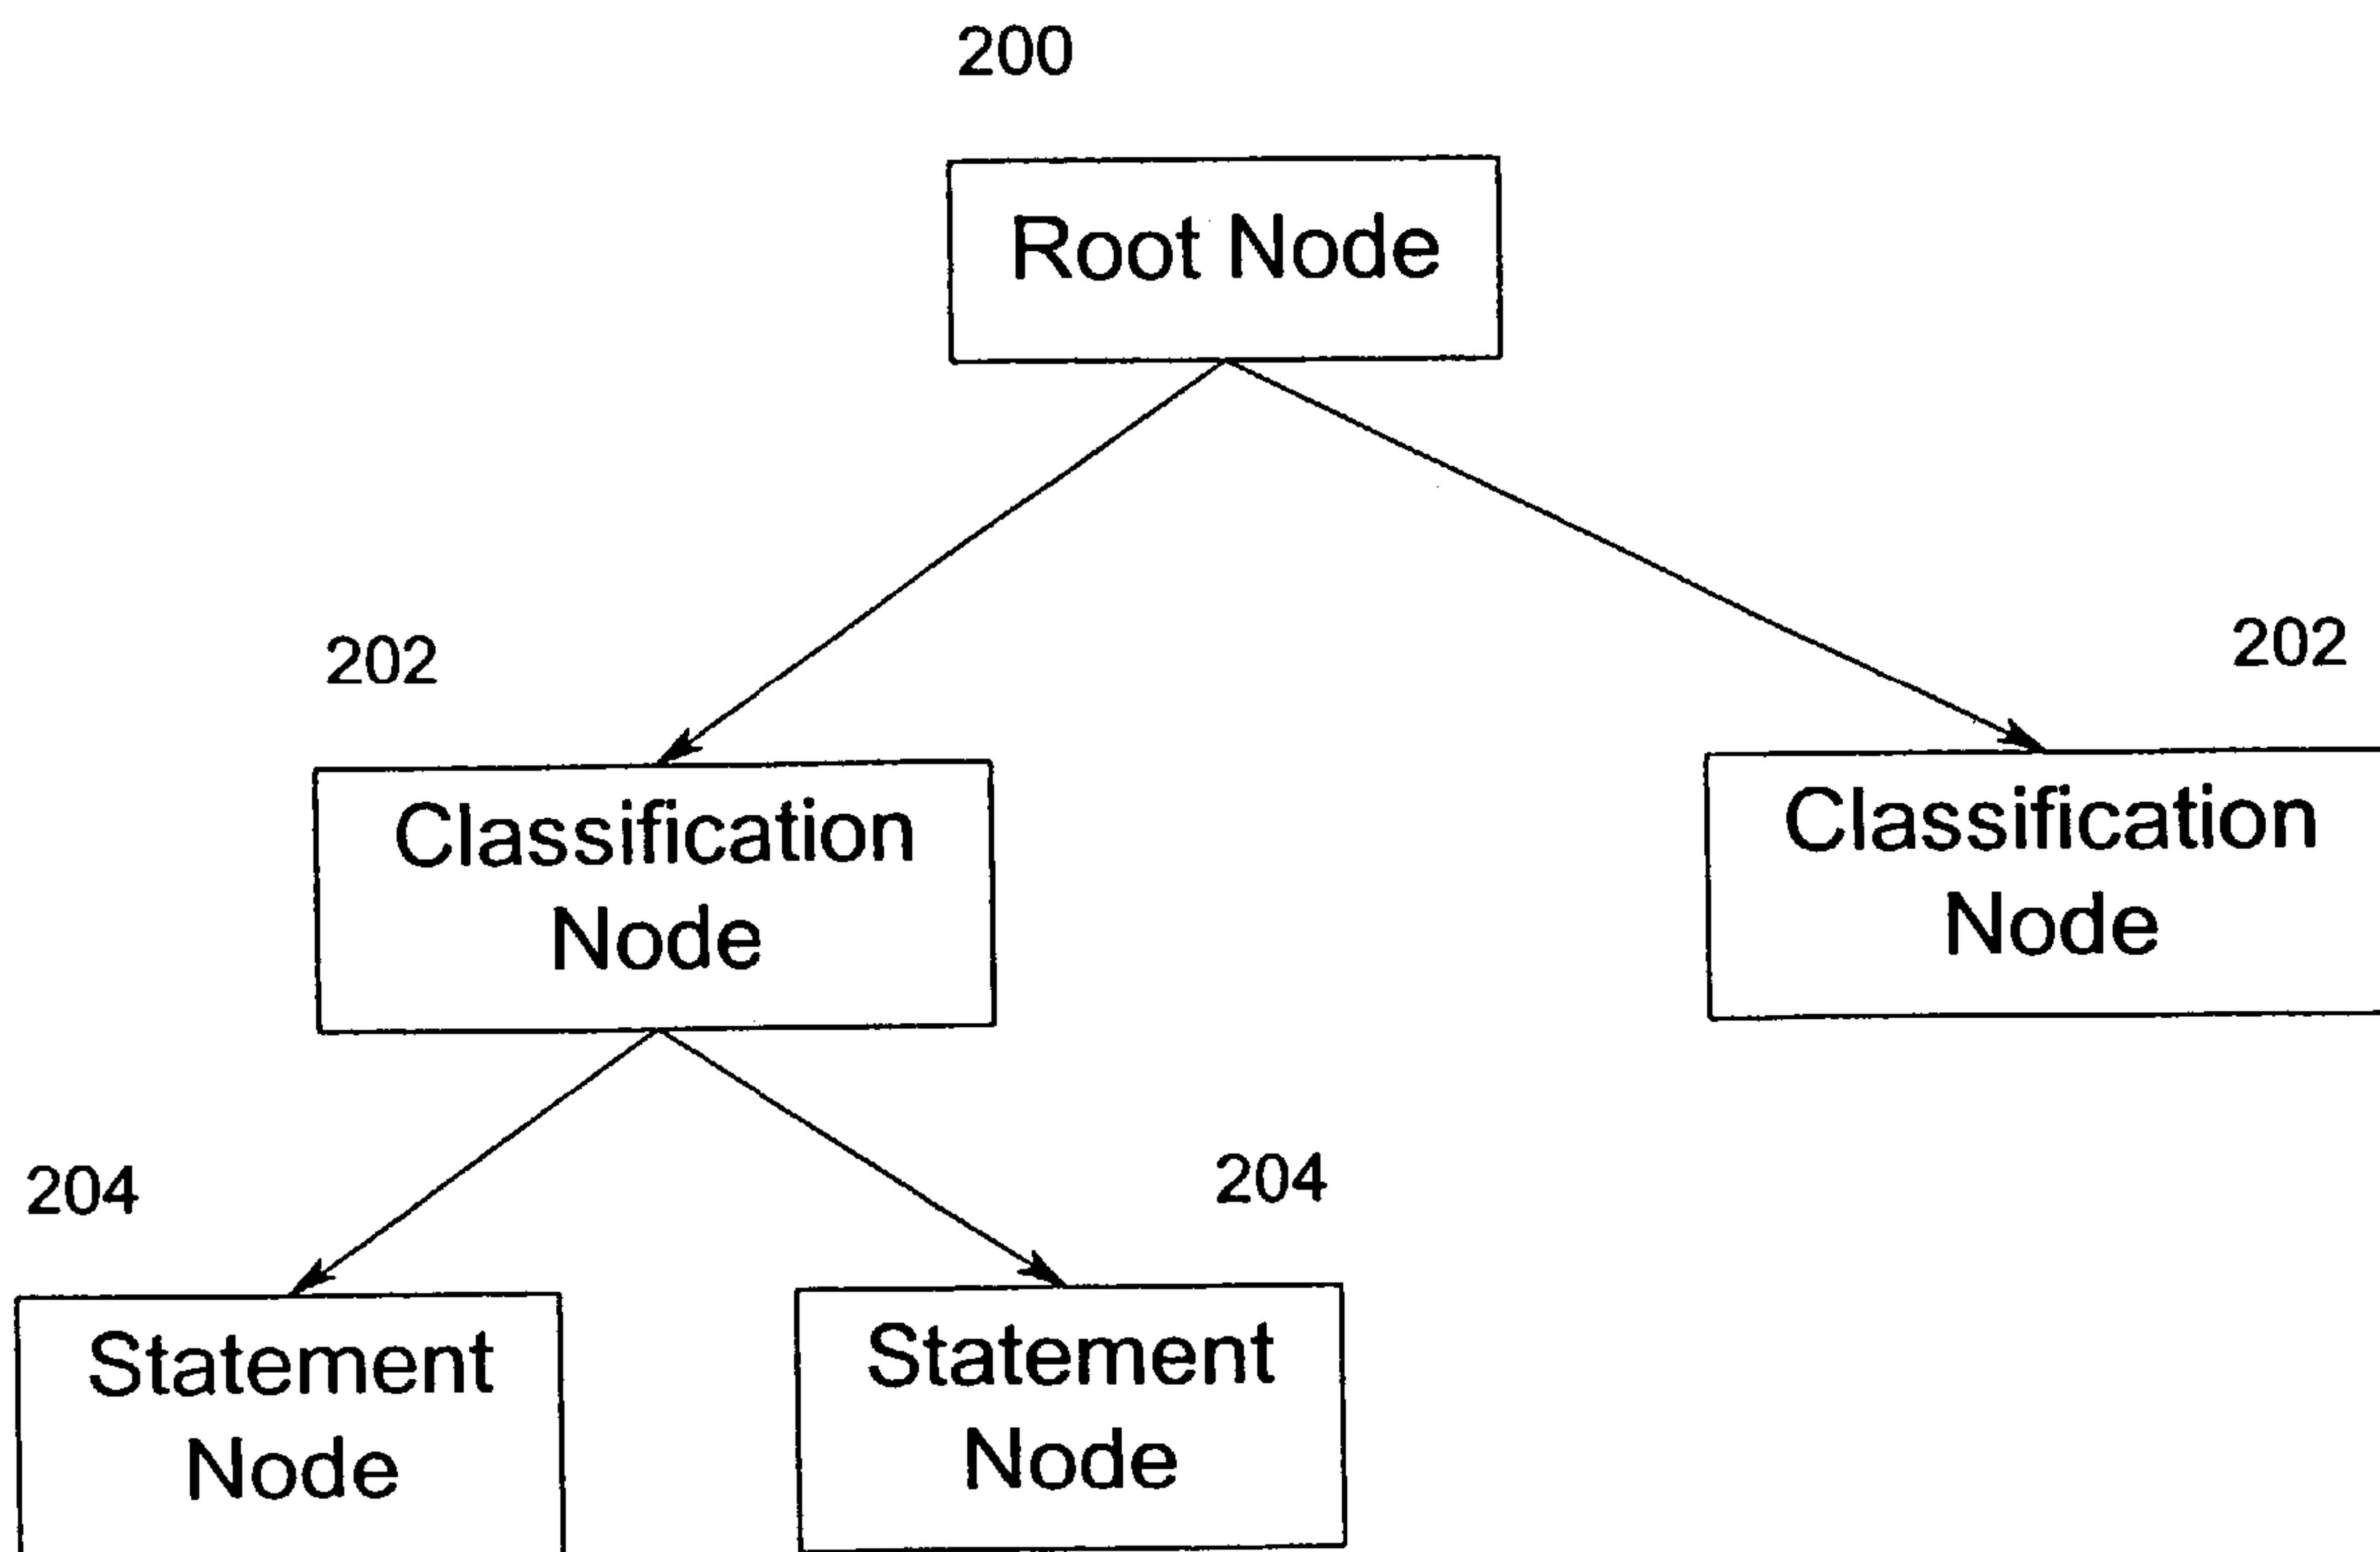 200
Root Node
202
202
Classification
Node
Classification
Node
204
204
Statement
Node
Statement
Node